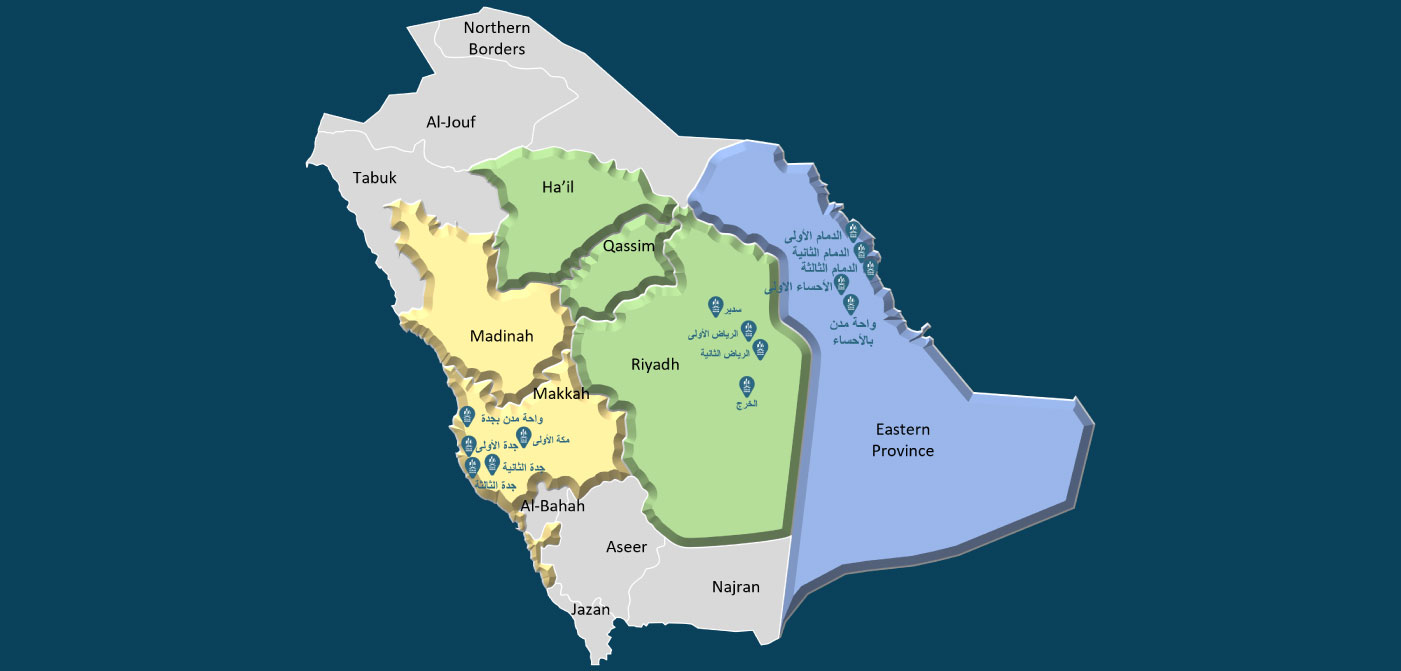 Northern
Borders
Al-Jouf
Tabuk
Ha’il
Qassim
الدمام الأولى
الدمام الثانية
الدمام الثالثة
الأحساء الاولى
واحة مدن
بالأحساء
سدير
الرياض الأولى
الرياض الثانية
الخرج
Madinah
Riyadh
Makkah
واحة مدن بجدة
مكة الأولى
جدة الأولى
جدة الثانية
جدة الثالثة
Eastern
Province
Al-Bahah
Aseer
Najran
Jazan